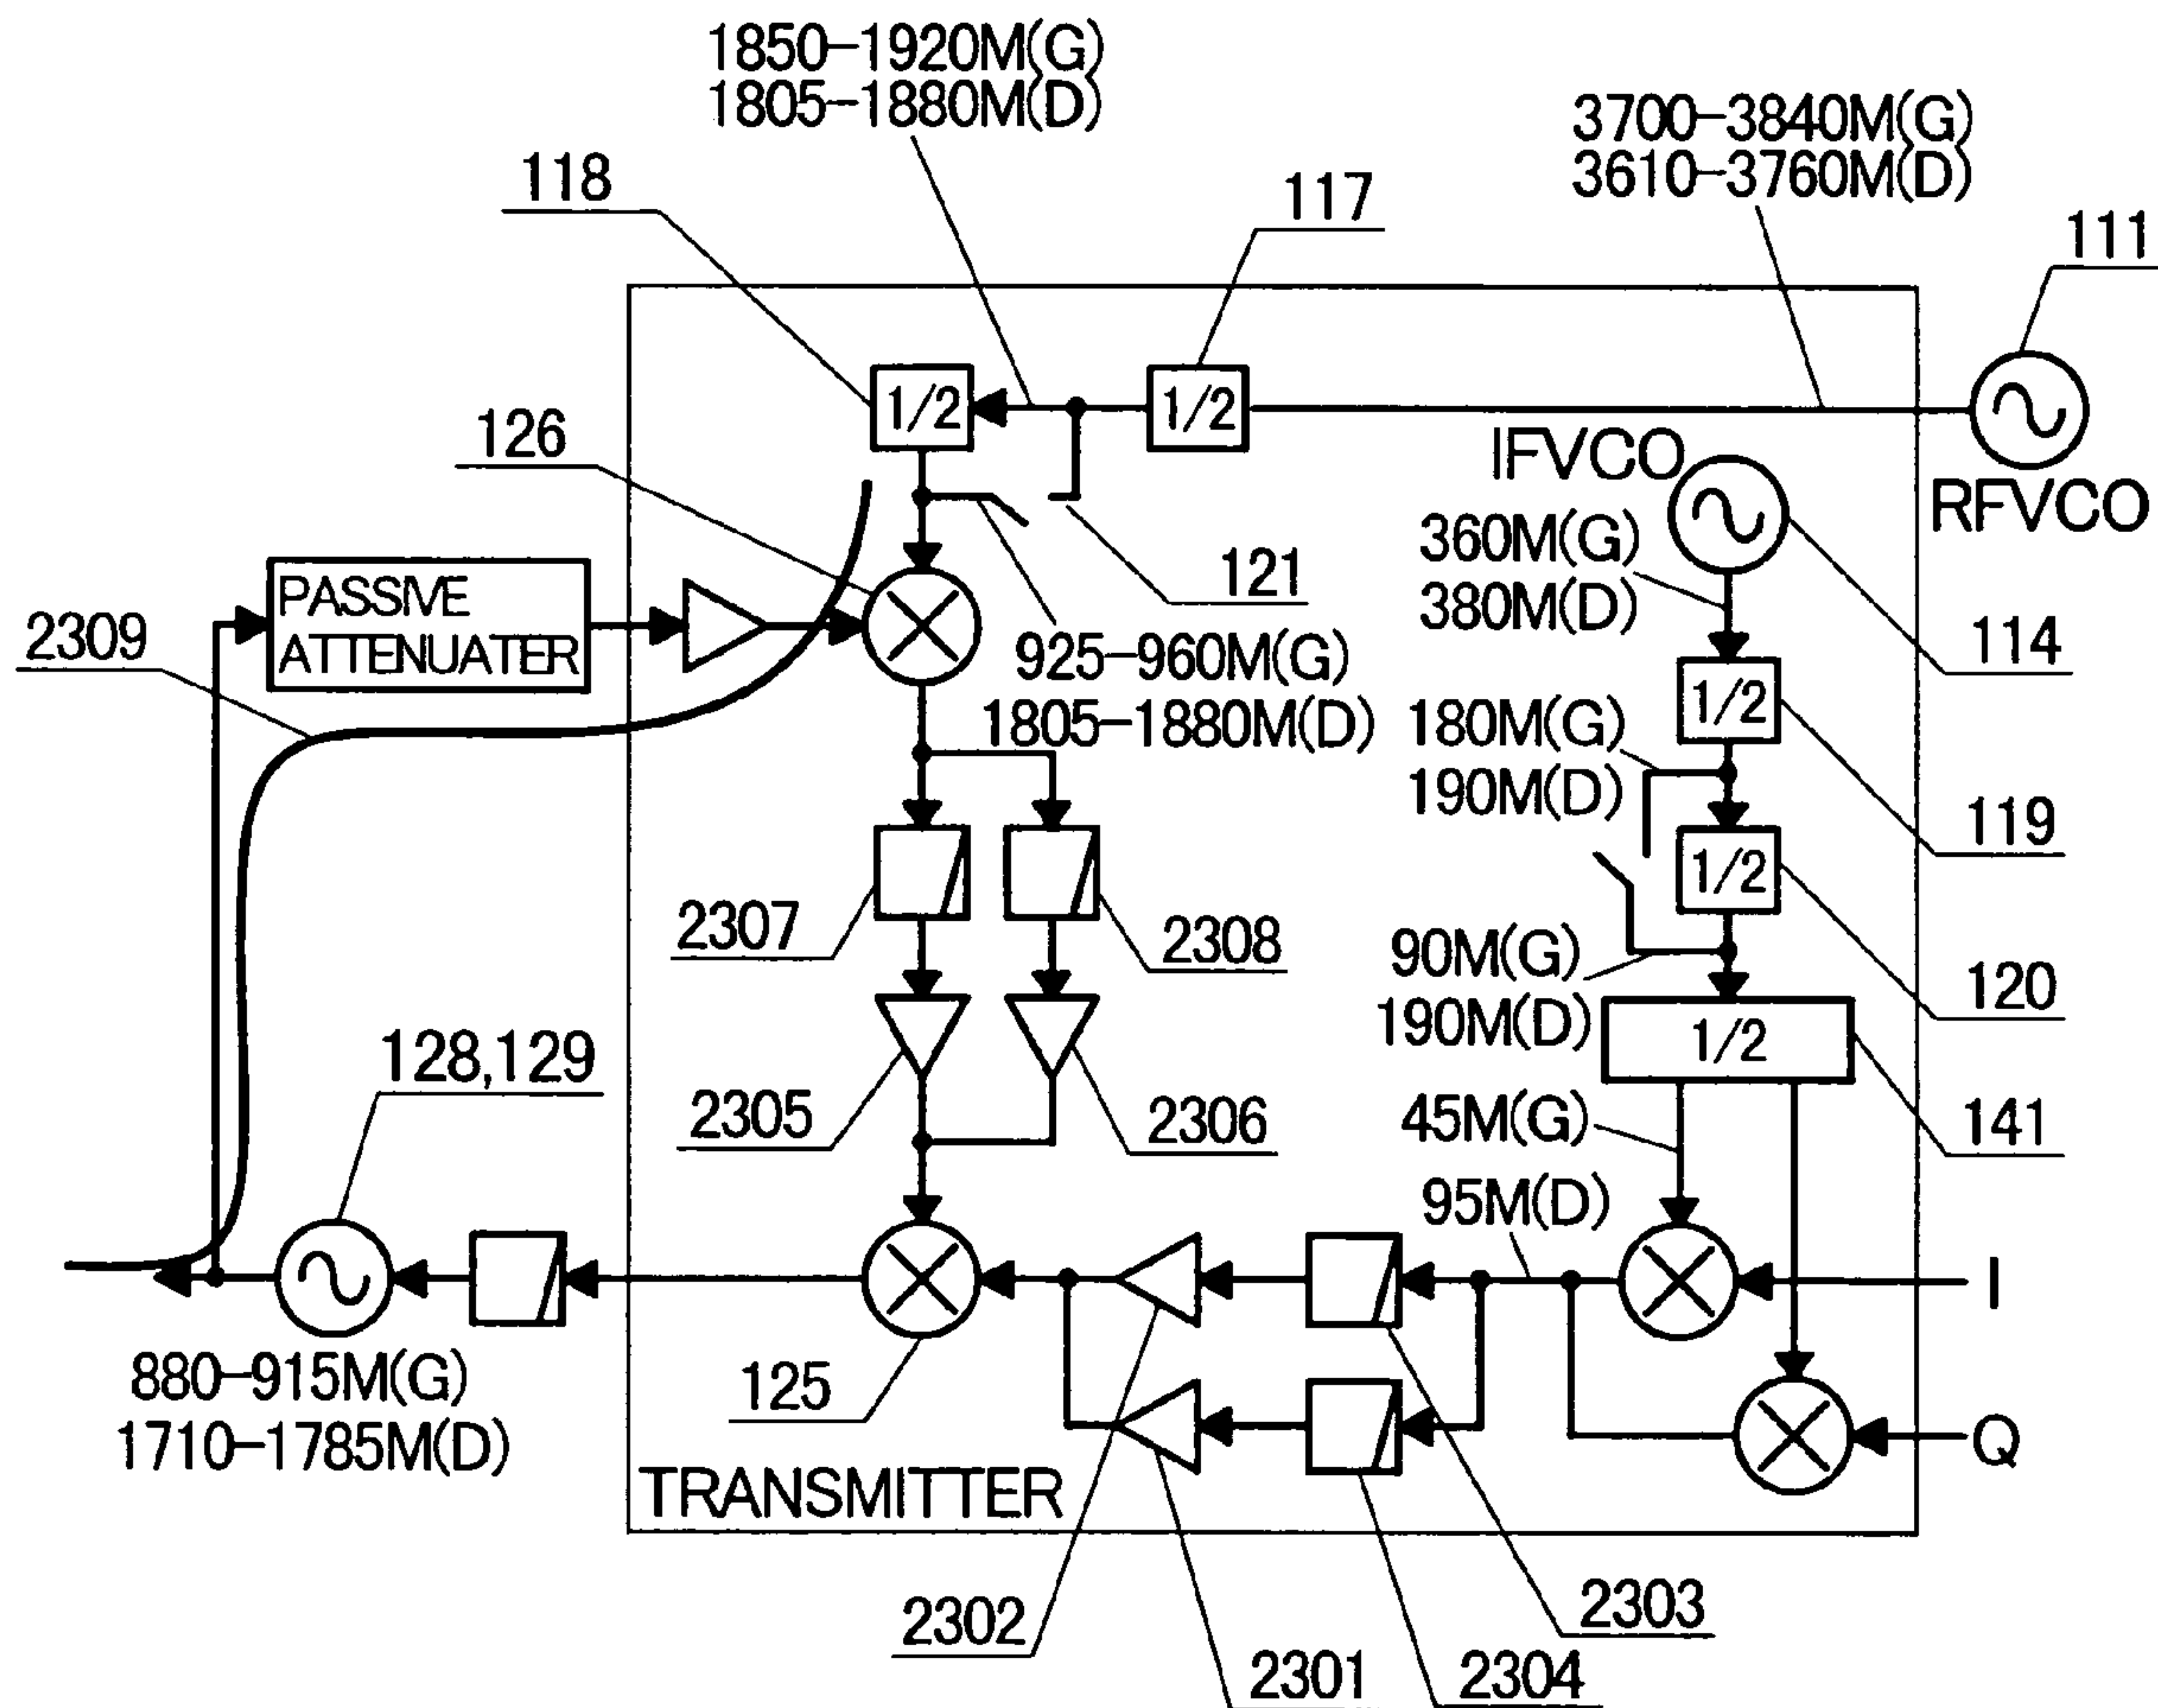 1850-1920M(G)
1805-1880M(D)
3700-3840M(G)
3610-3760M(D)
118
117
111
1/2
1/2
126
IFVCO
RFVCO
360M(G)
380M(D)
121
PASSIVE
ATTENUATER
2309
114
925-960M(G)
1805-1880M(D)
1/2
180M(G)
190M(D)
119
1/2
2307
2308
90M(G)
190M(D)
120
1/2
128,129
2305
2306
45M(G)
141
95M(D)
I
880-915M(G)
1710-1785M(D)
125
Q
TRANSMITTER
2302
2303
2301
2304